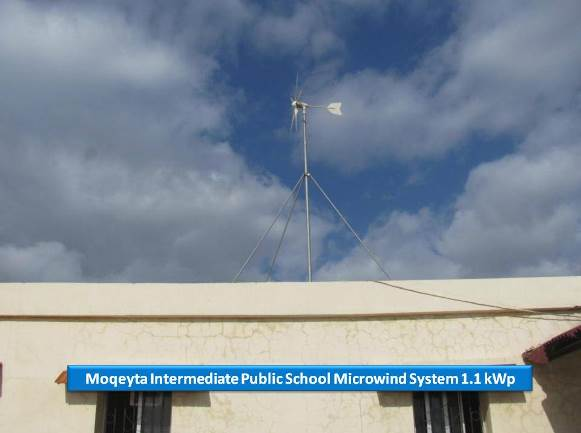 Moqeyta Intermediate Public School Microwind System 1.1 kWp